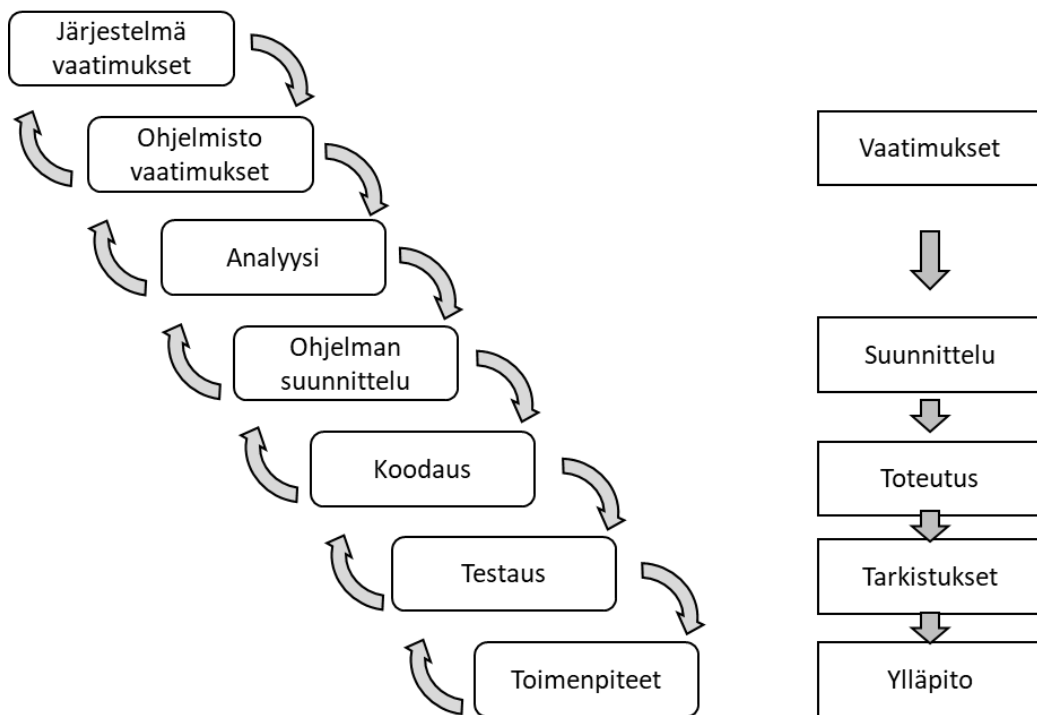 Järjestelmä
vaatimukset
Ohjelmisto
vaatimukset
Analyysi
Ohjelman
suunnittelu
Koodaus
Testaus
Toimenpiteet
Vaatimukset
Suunnittelu
Toteutus
Tarkistukset
Ylläpito